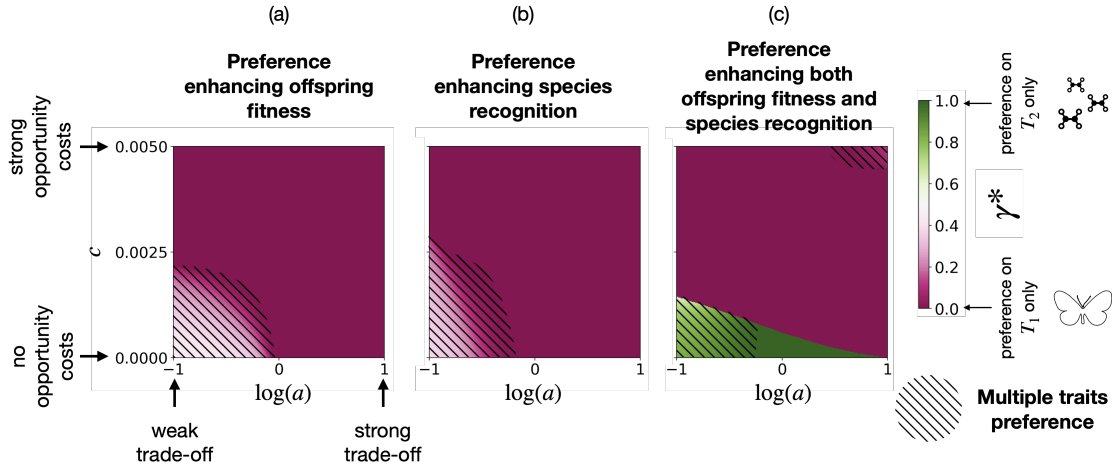 (a)
(b)
(c)
Preference
enhancing offspring
fitness
Preference
enhancing species
recognition
Preference
enhancing both
offspring fitness and
species recognition
strong
opportunity
costs
no
opportunity
costs
c
0.0050
0.0025
0.0000
−1
0
1
log(a)
−1
0
1
log(a)
−1
0
1
log(a)
weak
trade-off
strong
trade-off
1.0
0.8
0.6
0.4
0.2
0.0
γ*
preference on
T₂ only
preference on
T₁ only
Multiple traits
preference